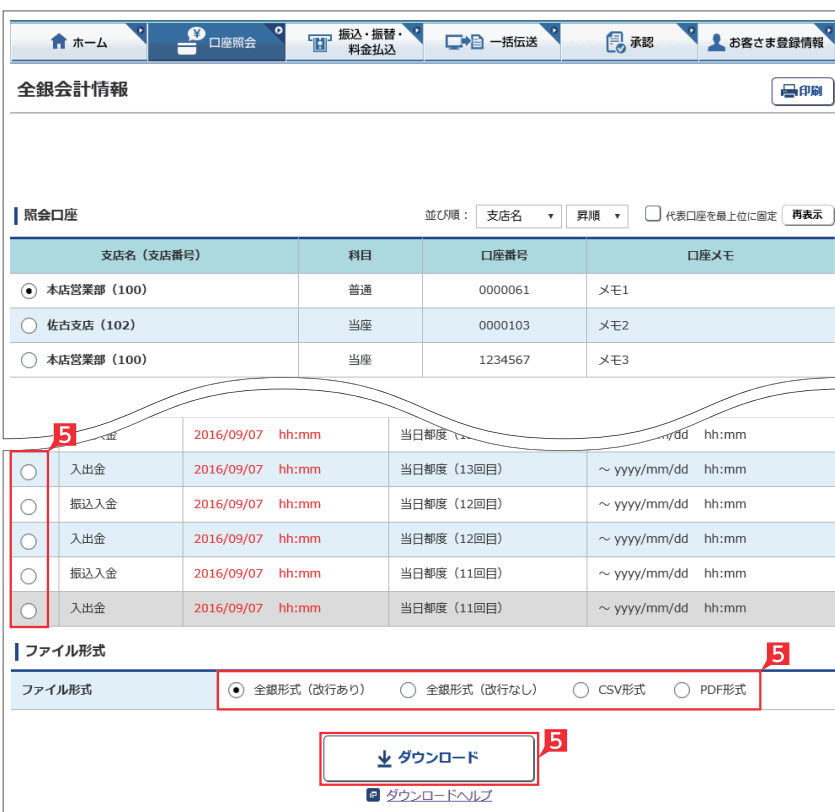 ホーム
口座照会
振込・振替・
料金払込
一括伝送
承認
お客さま登録情報
全銀会計情報
印刷
照会口座
並び順： 支店名 ▼ 昇順 ▼ 代表口座を最上位に固定 再表示
支店名（支店番号） 科目 口座番号 口座メモ
本店営業部（100） 普通 0000061 メモ1
佐古支店（102） 当座 0000103 メモ2
本店営業部（100） 当座 1234567 メモ3
5
金 2016/09/07 hh:mm 当日都度 hh:mm
入出金 2016/09/07 hh:mm 当日都度（13回目） ～ yyyy/mm/dd hh:mm
振込入金 2016/09/07 hh:mm 当日都度（12回目） ～ yyyy/mm/dd hh:mm
入出金 2016/09/07 hh:mm 当日都度（12回目） ～ yyyy/mm/dd hh:mm
振込入金 2016/09/07 hh:mm 当日都度（11回目） ～ yyyy/mm/dd hh:mm
入出金 2016/09/07 hh:mm 当日都度（11回目） ～ yyyy/mm/dd hh:mm
ファイル形式
5
ファイル形式 全銀形式（改行あり） 全銀形式（改行なし） CSV形式 PDF形式
5
ダウンロード
ダウンロードヘルプ